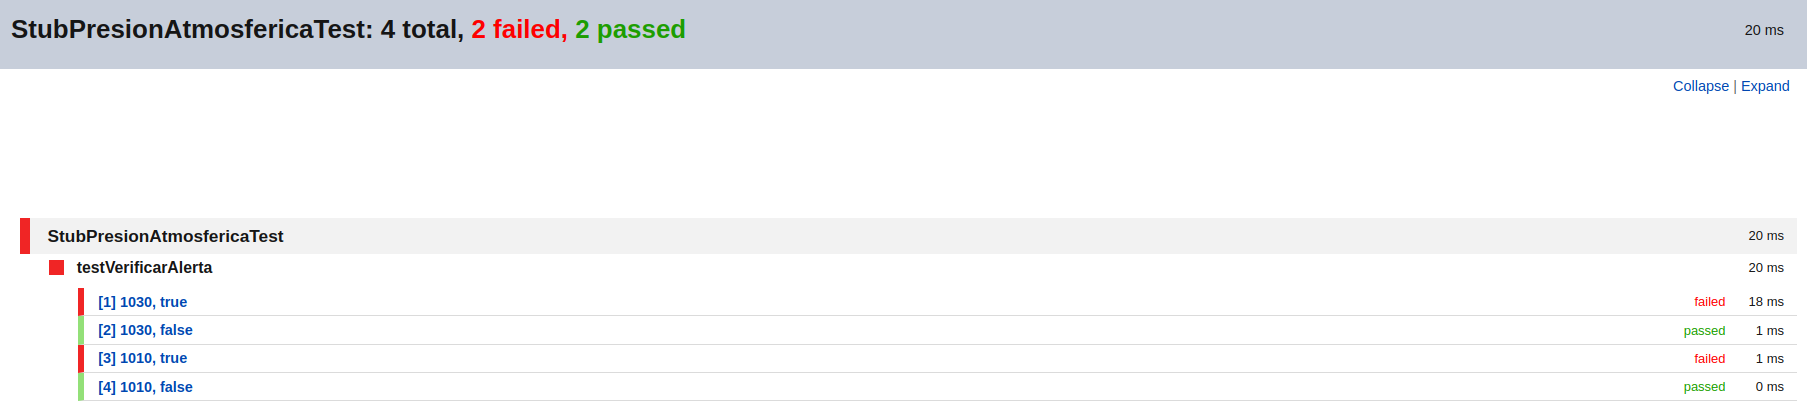 StubPresionAtmosfericaTest: 4 total, 2 failed, 2 passed 20 ms
Collapse | Expand
StubPresionAtmosfericaTest 20 ms
testVerificarAlerta 20 ms
[1] 1030, true failed 18 ms
[2] 1030, false passed 1 ms
[3] 1010, true failed 1 ms
[4] 1010, false passed 0 ms